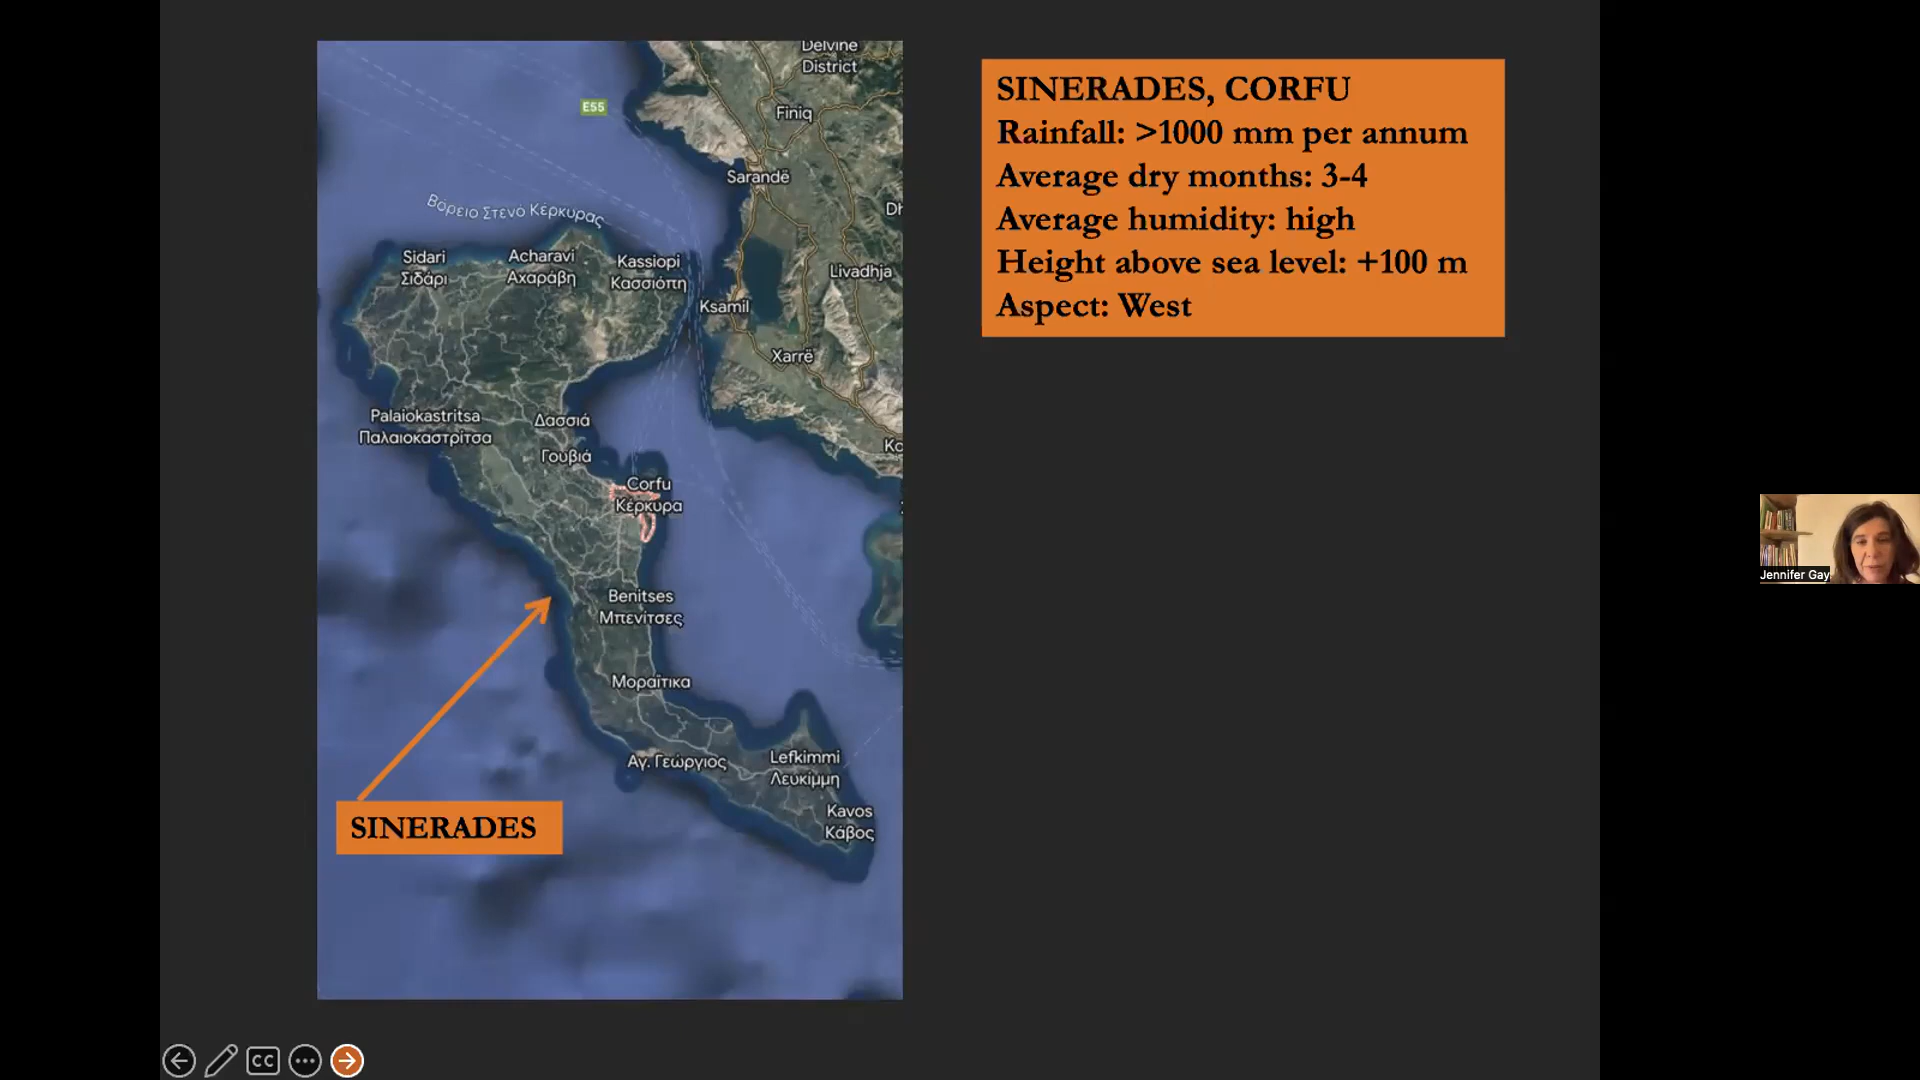 Delvine
District
E55
Finiq
Sarandë
Βόρειο Στενό Κέρκυρας
Sidari
Σιδάρι
Acharavi
Αχαράβη
Kassiopi
Κασσιόπη
Livadhja
Ksamil
Xarrë
Palaiokastritsa
Παλαιοκαστρίτσα
Δασσιά
Γουβιά
Corfu
Κέρκυρα
Benitses
Μπενίτσες
Μοραΐτικα
Αγ. Γεώργιος
Lefkimmi
Λευκίμμη
Kavos
Κάβος
SINERADES
SINERADES, CORFU
Rainfall: >1000 mm per annum
Average dry months: 3-4
Average humidity: high
Height above sea level: +100 m
Aspect: West
Jennifer Gay
CC